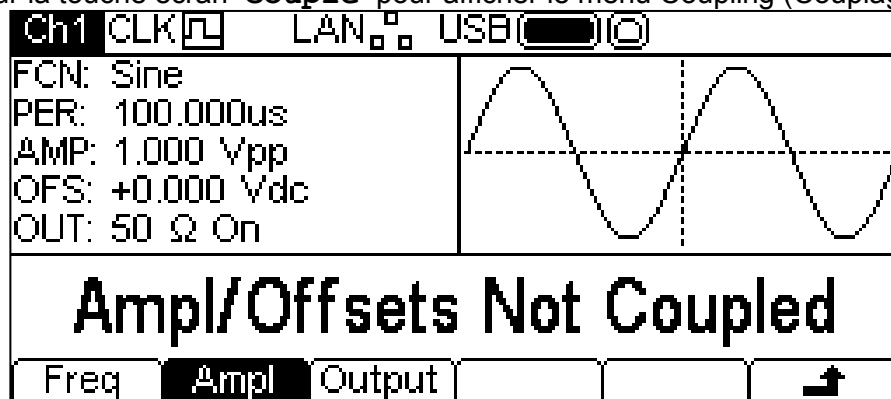 ur la touche écran "Couple" pour afficher le menu Coupling (Couplag
Ch1 CLK LAN USB
FCN: Sine
PER: 100.000us
AMP: 1.000 Vpp
OFS: +0.000 Vdc
OUT: 50 Ω On
Ampl/Offsets Not Coupled
Freq Ampl Output